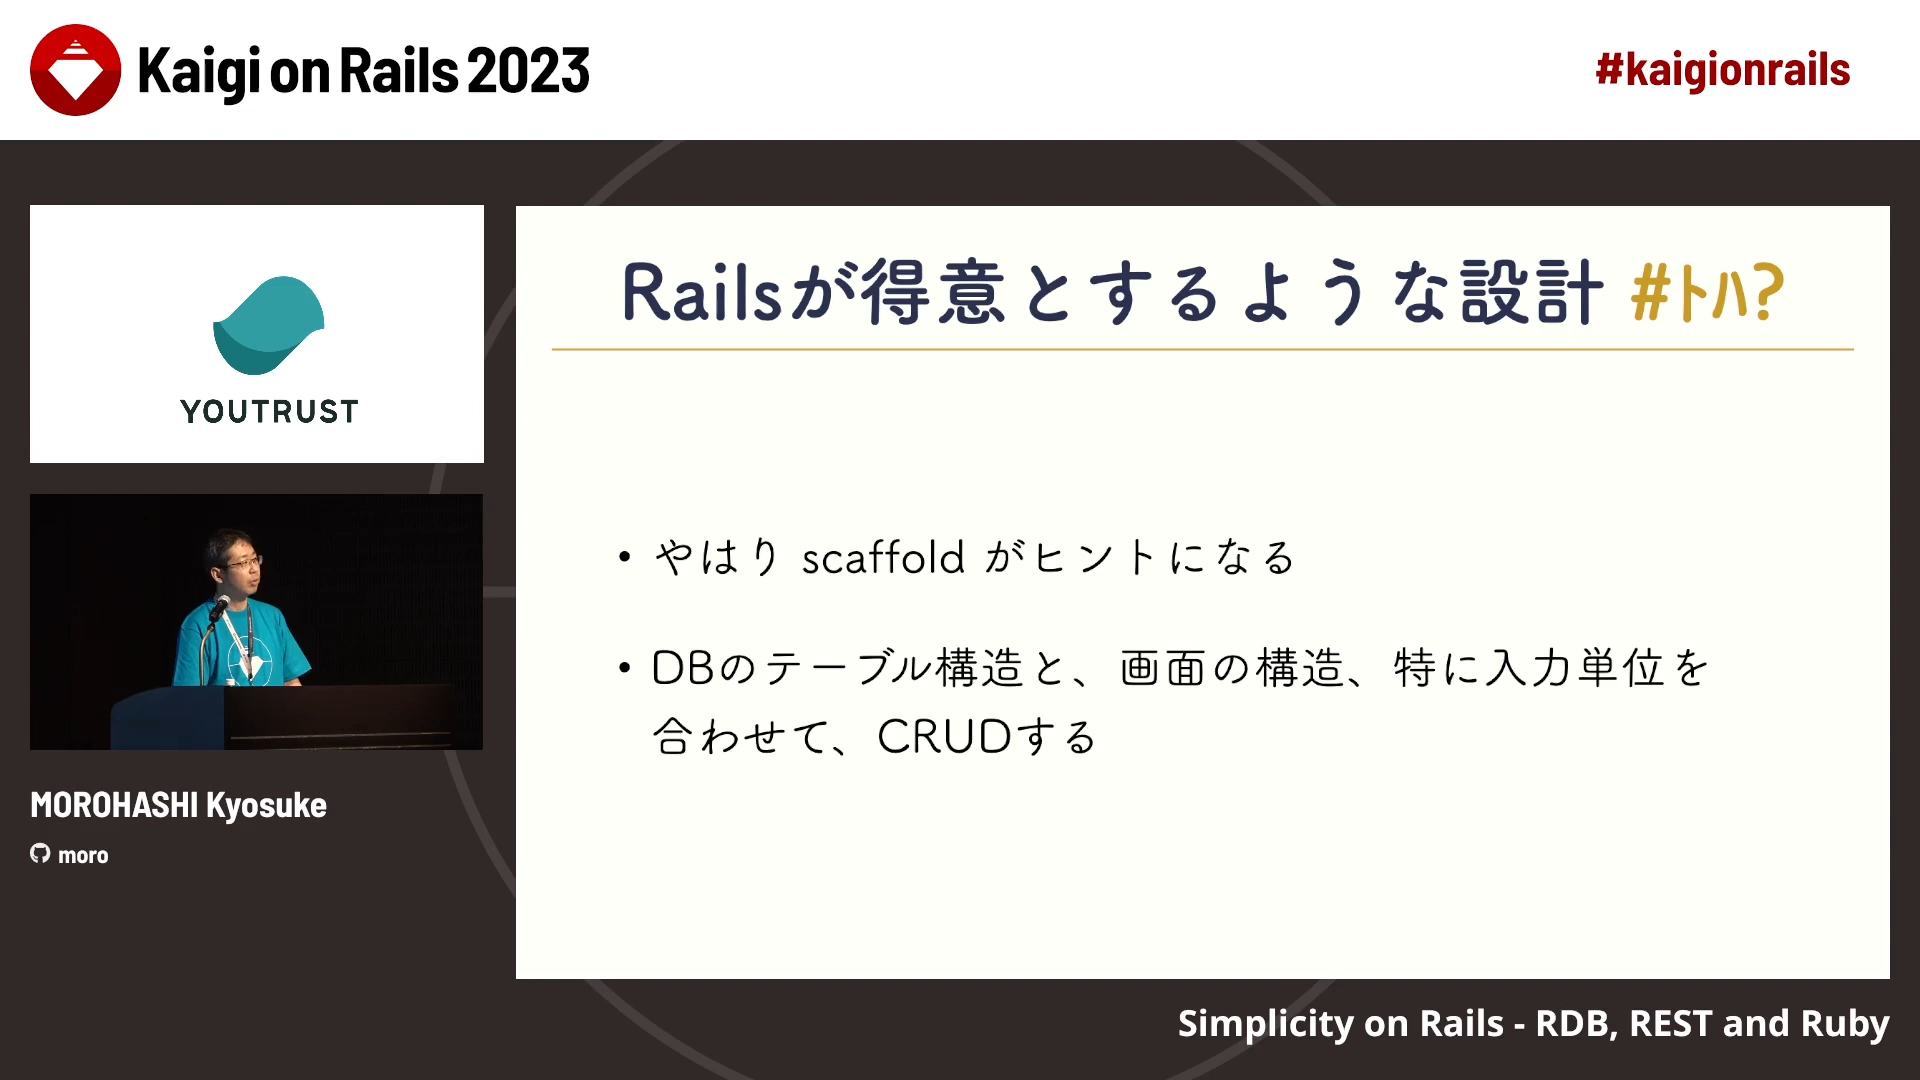 Kaigi on Rails 2023
#kaigionrails
YOUTRUST
Railsが得意とするような設計 #ﾄﾊ?
• やはり scaffold がヒントになる
• DBのテーブル構造と、画面の構造、特に入力単位を
合わせて、CRUDする
MOROHASHI Kyosuke
moro
Simplicity on Rails - RDB, REST and Ruby